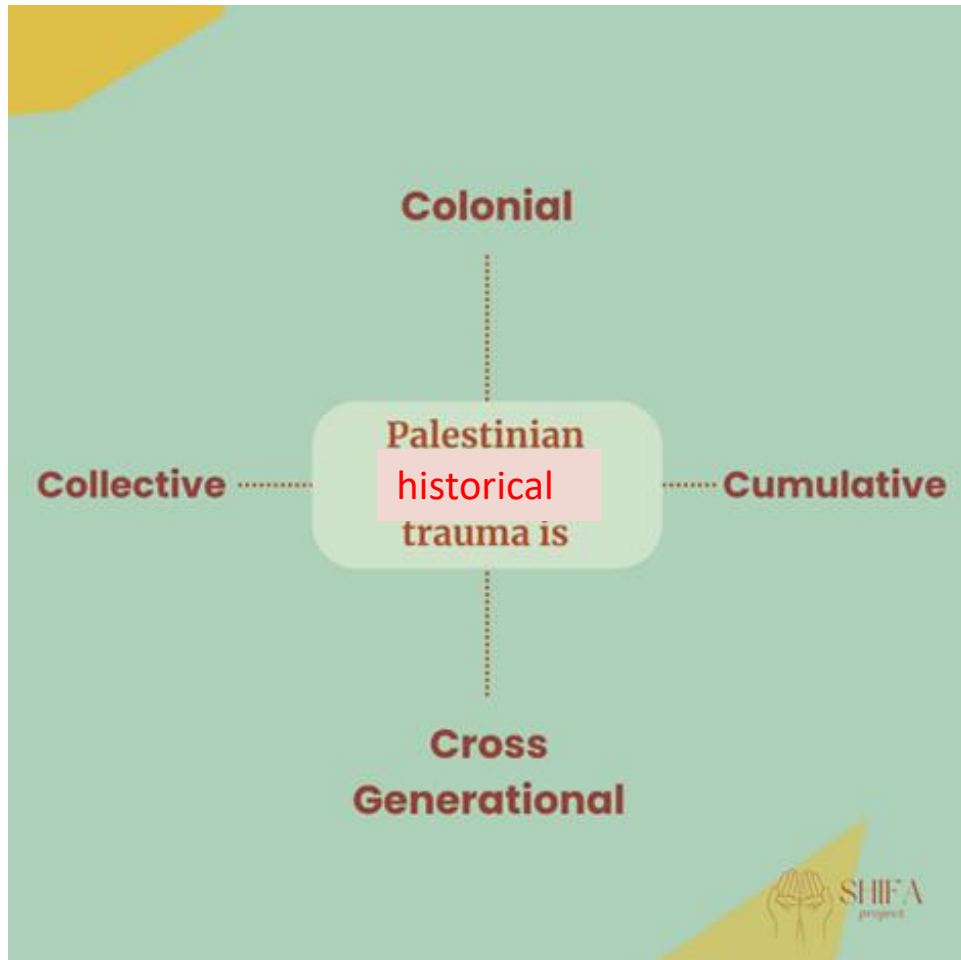 Colonial
Palestinian
Collective historical Cumulative
trauma is
Cross
Generational
SHIFA
project